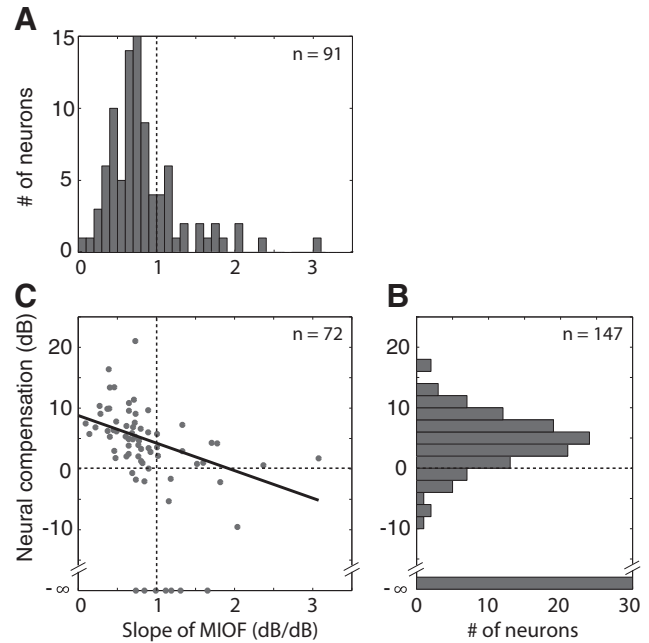 A
# of neurons
15
10
5
0
n = 91
0 1 2 3
C
Neural compensation (dB)
20
10
0
-10
- ∞
n = 72
0 1 2 3
Slope of MIOF (dB/dB)
B
20
10
0
-10
- ∞
n = 147
0 10 20 30
# of neurons